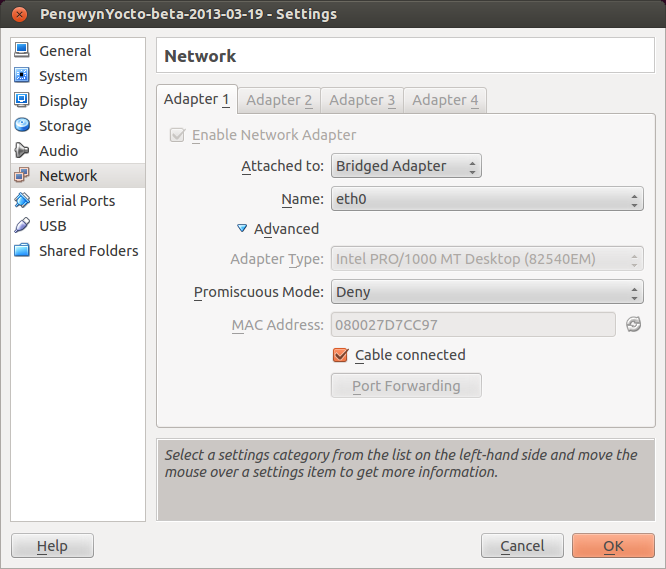 PengwynYocto-beta-2013-03-19 - Settings
General
System
Display
Storage
Audio
Network
Serial Ports
USB
Shared Folders
Network
Adapter 1 Adapter 2 Adapter 3 Adapter 4
Enable Network Adapter
Attached to: Bridged Adapter
Name: eth0
Advanced
Adapter Type: Intel PRO/1000 MT Desktop (82540EM)
Promiscuous Mode: Deny
MAC Address: 080027D7CC97
Cable connected
Port Forwarding
Select a settings category from the list on the left-hand side and move the
mouse over a settings item to get more information.
Help Cancel OK